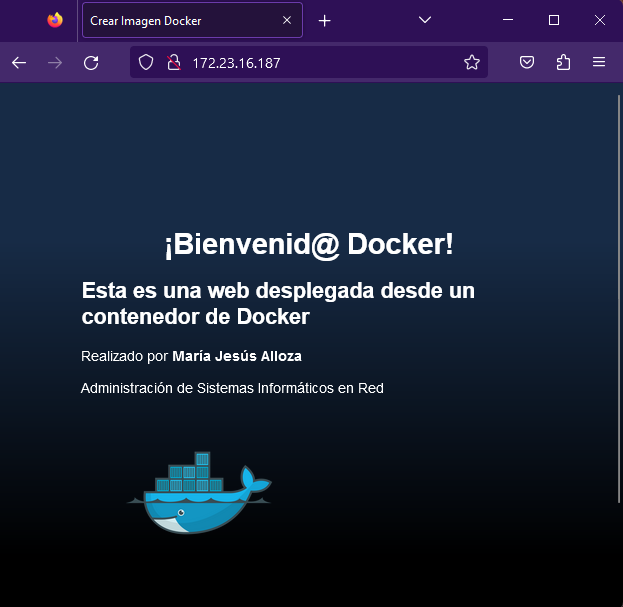 Crear Imagen Docker
172.23.16.187
¡Bienvenid@ Docker!
Esta es una web desplegada desde un
contenedor de Docker
Realizado por María Jesús Alloza
Administración de Sistemas Informáticos en Red